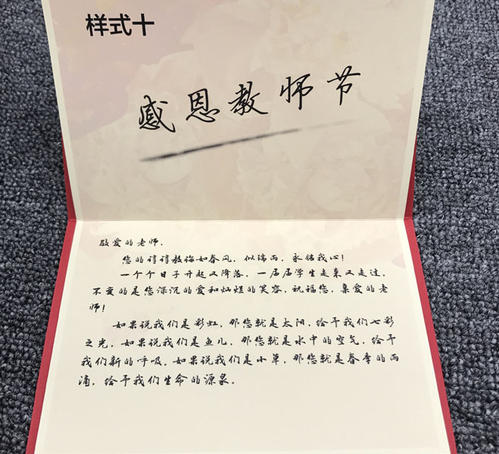 样式十
感恩教师节
敬爱的老师,
您的谆谆教诲如春风,似瑞雨,永铭我心!
一个个日子升起又降落,一届届学生走来又走过,
不变的是您深沉的爱和灿烂的笑容,祝福您,亲爱的老
师!
如果说我们是彩虹,那您就是太阳,给予我们七彩
之光,如果说我们是鱼儿,那您就是水中的空气,给予
我们新的呼吸,如果说我们是小草,那您就是春季的雨
滴,给予我们生命的源泉。